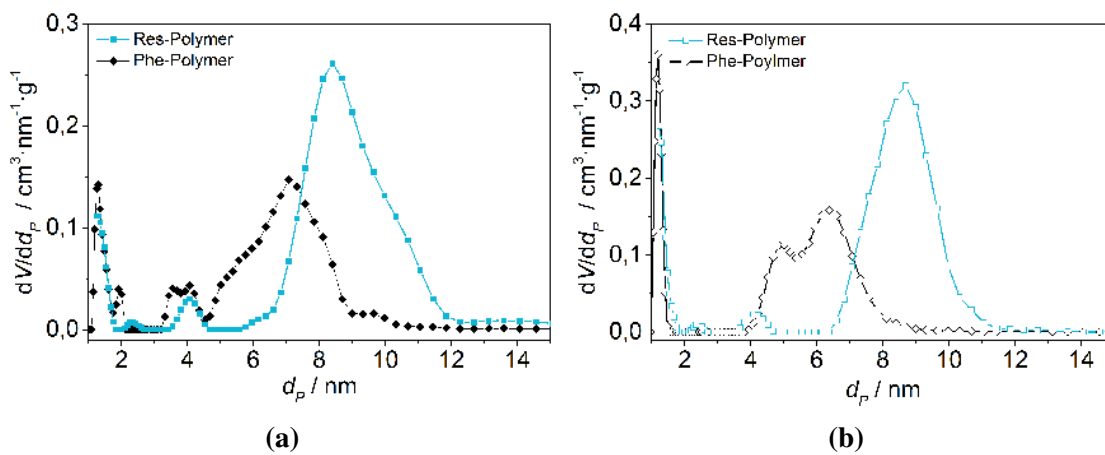 0,3
Res-Polymer
Phe-Polymer
0,2
0,1
0,0
dV/dd_P / cm³·nm⁻¹·g⁻¹
2 4 6 8 10 12 14
d_P / nm
(a)
0,4
Res-Polymer
Phe-Poylmer
0,3
0,2
0,1
0,0
dV/dd_P / cm³·nm⁻¹·g⁻¹
2 4 6 8 10 12 14
d_P / nm
(b)